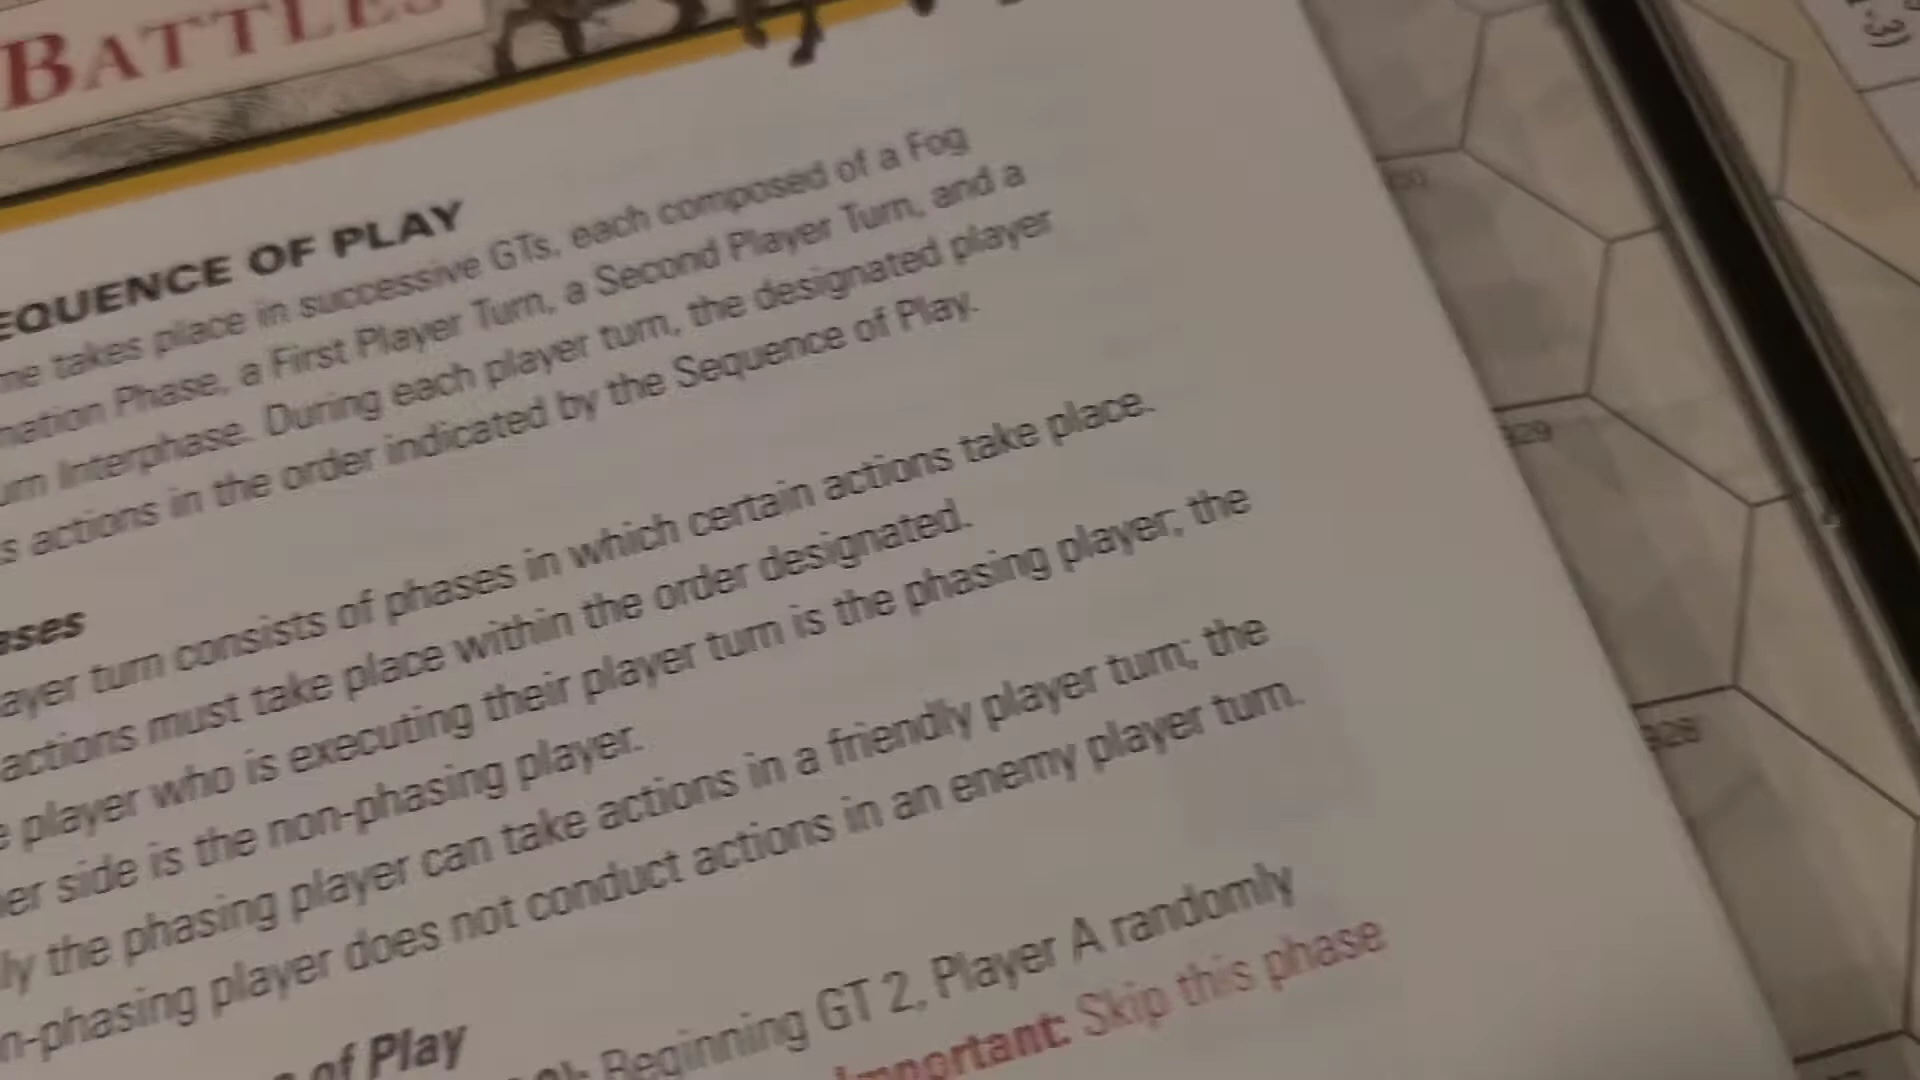 BATTLES
EQUENCE OF PLAY
me takes place in successive GTs, each composed of a Fog
mation Phase, a First Player Turn, a Second Player Turn, and a
urn Interphase. During each player turn, the designated player
s actions in the order indicated by the Sequence of Play.
ases
ayer turn consists of phases in which certain actions take place.
actions must take place within the order designated.
e player who is executing their player turn is the phasing player; the
er side is the non-phasing player.
ly the phasing player can take actions in a friendly player turn; the
n-phasing player does not conduct actions in an enemy player turn.
of Play
Beginning GT 2, Player A randomly
Important: Skip this phase
929
928